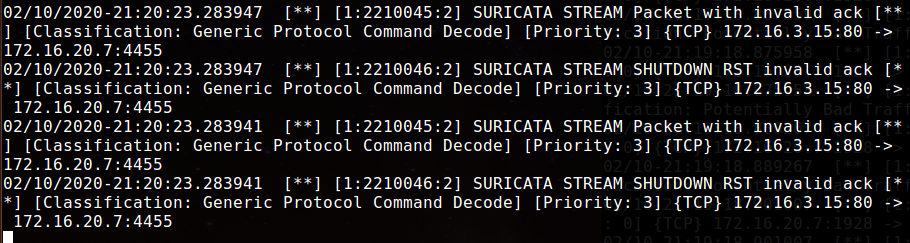 02/10/2020-21:20:23.283947  [**] [1:2210045:2] SURICATA STREAM Packet with invalid ack [**
] [Classification: Generic Protocol Command Decode] [Priority: 3] {TCP} 172.16.3.15:80 ->
172.16.20.7:4455
02/10/2020-21:20:23.283947  [**] [1:2210046:2] SURICATA STREAM SHUTDOWN RST invalid ack [*
*] [Classification: Generic Protocol Command Decode] [Priority: 3] {TCP} 172.16.3.15:80 ->
 172.16.20.7:4455
02/10/2020-21:20:23.283941  [**] [1:2210045:2] SURICATA STREAM Packet with invalid ack [**
] [Classification: Generic Protocol Command Decode] [Priority: 3] {TCP} 172.16.3.15:80 ->
172.16.20.7:4455
02/10/2020-21:20:23.283941  [**] [1:2210046:2] SURICATA STREAM SHUTDOWN RST invalid ack [*
*] [Classification: Generic Protocol Command Decode] [Priority: 3] {TCP} 172.16.3.15:80 ->
 172.16.20.7:4455